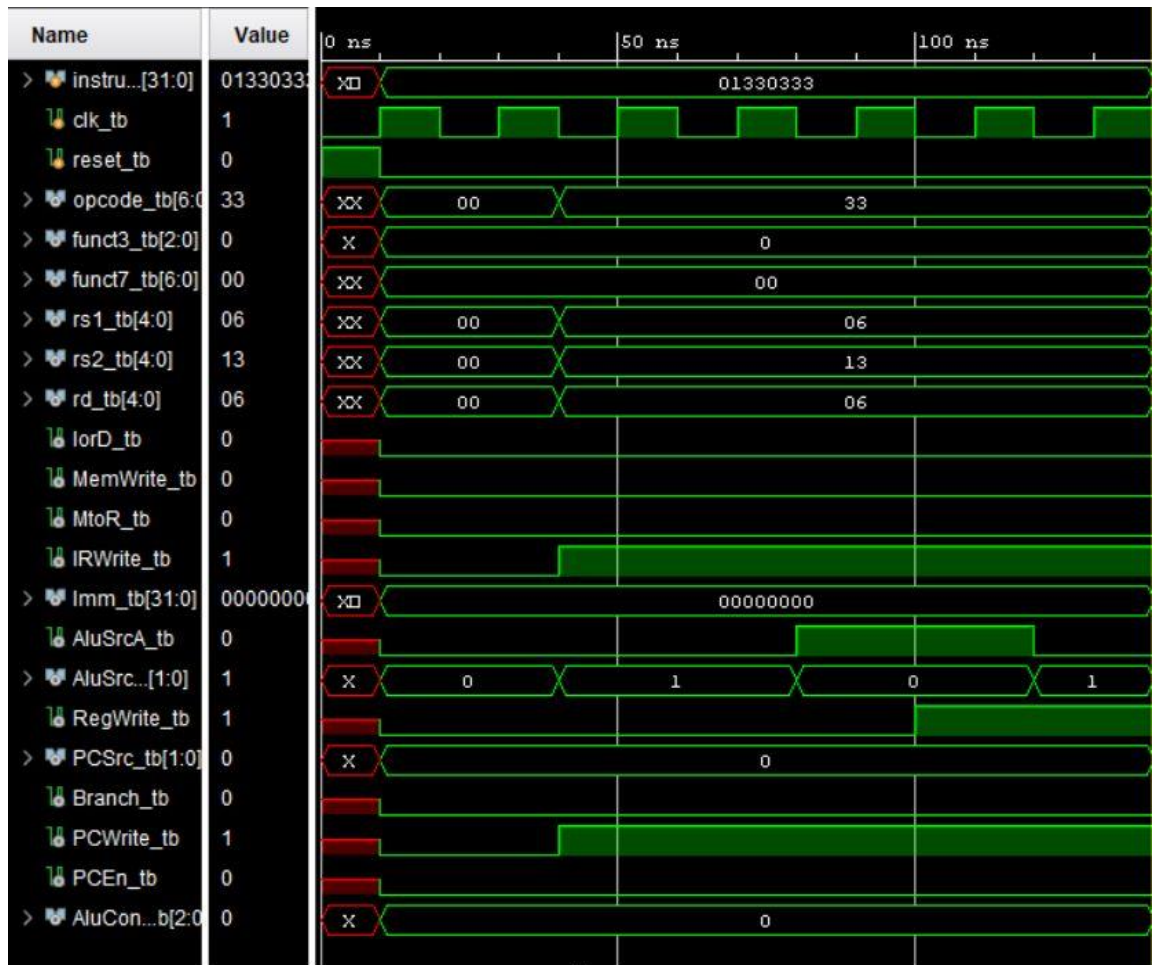 Name Value 0 ns 50 ns 100 ns
instru...[31:0] 01330333 X 01330333
clk_tb 1
reset_tb 0
opcode_tb[6:0 33 XX 00 33
funct3_tb[2:0] 0 X 0
funct7_tb[6:0] 00 XX 00
rs1_tb[4:0] 06 XX 00 06
rs2_tb[4:0] 13 XX 00 13
rd_tb[4:0] 06 XX 00 06
IorD_tb 0
MemWrite_tb 0
MtoR_tb 0
IRWrite_tb 1
Imm_tb[31:0] 00000000 X 00000000
AluSrcA_tb 0
AluSrc...[1:0] 1 X 0 1 0 1
RegWrite_tb 1
PCSrc_tb[1:0] 0 X 0
Branch_tb 0
PCWrite_tb 1
PCEn_tb 0
AluCon...b[2:0 0 X 0